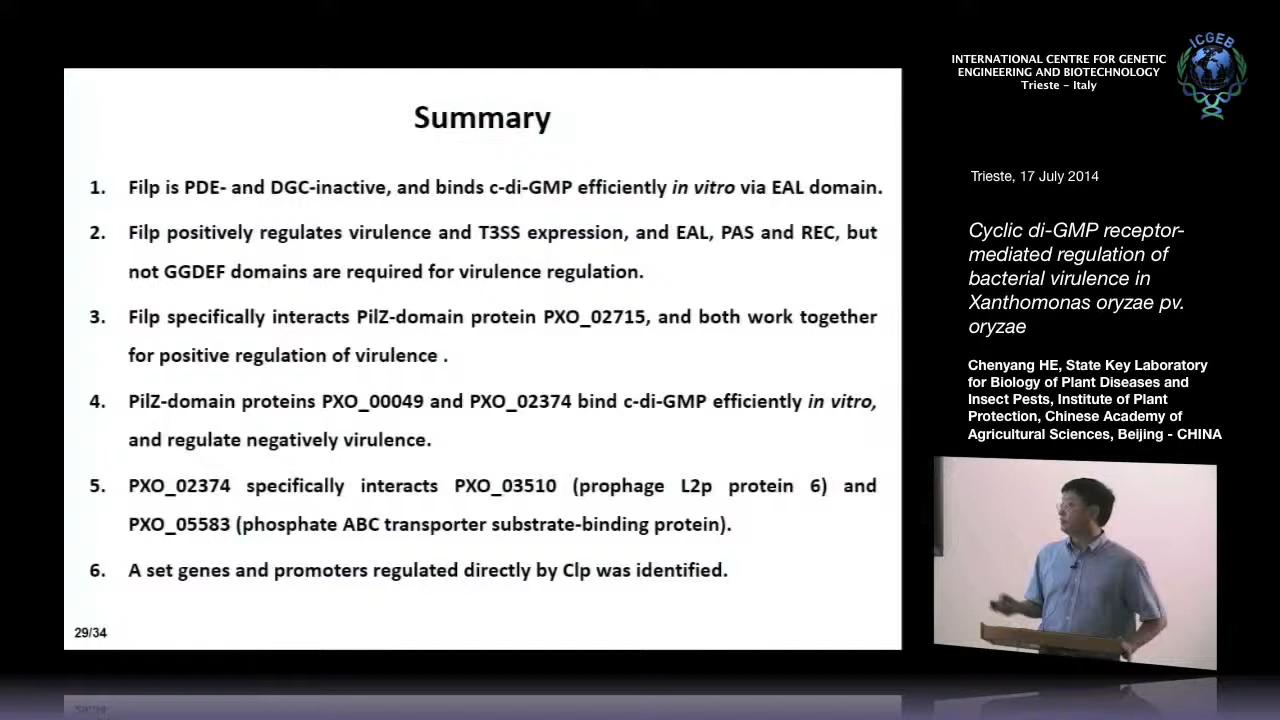 Summary
1. Filp is PDE- and DGC-inactive, and binds c-di-GMP efficiently in vitro via EAL domain.
2. Filp positively regulates virulence and T3SS expression, and EAL, PAS and REC, but
not GGDEF domains are required for virulence regulation.
3. Filp specifically interacts PilZ-domain protein PXO_02715, and both work together
for positive regulation of virulence .
4. PilZ-domain proteins PXO_00049 and PXO_02374 bind c-di-GMP efficiently in vitro,
and regulate negatively virulence.
5. PXO_02374 specifically interacts PXO_03510 (prophage L2p protein 6) and
PXO_05583 (phosphate ABC transporter substrate-binding protein).
6. A set genes and promoters regulated directly by Clp was identified.
29/34
INTERNATIONAL CENTRE FOR GENETIC
ENGINEERING AND BIOTECHNOLOGY
Trieste - Italy
ICGEB
Trieste, 17 July 2014
Cyclic di-GMP receptor-
mediated regulation of
bacterial virulence in
Xanthomonas oryzae pv.
oryzae
Chenyang HE, State Key Laboratory
for Biology of Plant Diseases and
Insect Pests, Institute of Plant
Protection, Chinese Academy of
Agricultural Sciences, Beijing - CHINA